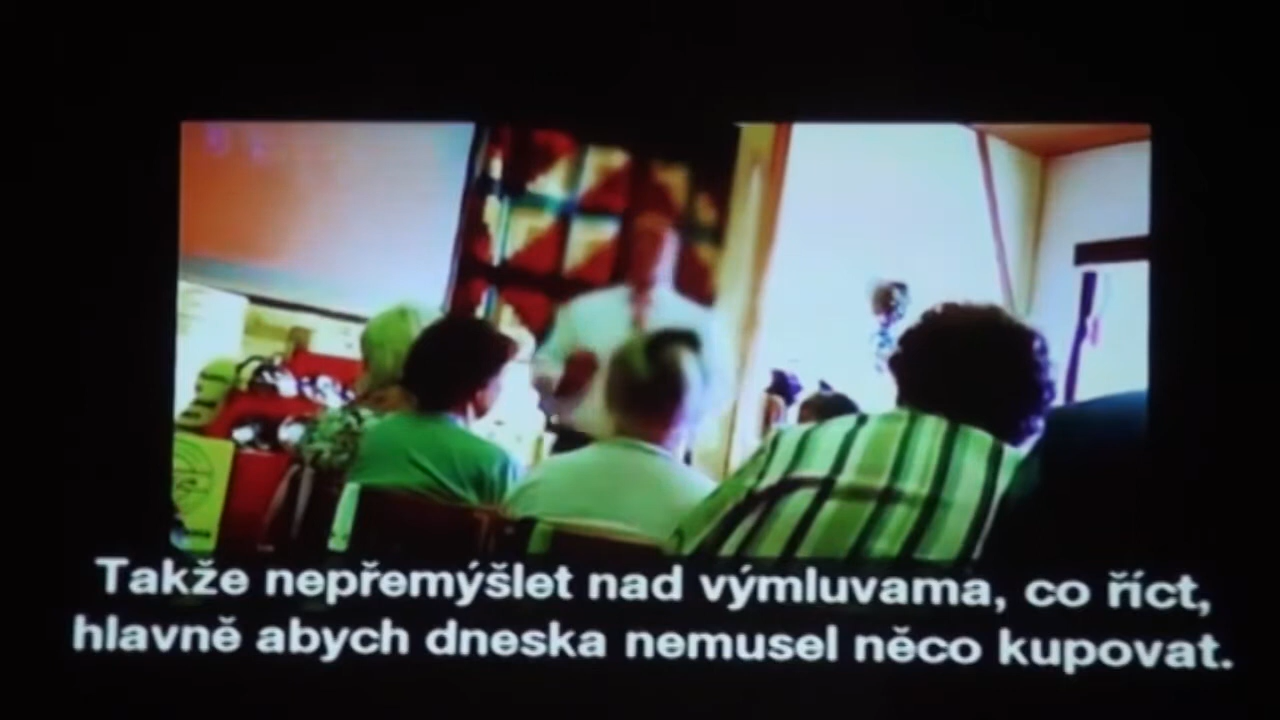 Takže nepřemýšlet nad výmluvama, co říct,
hlavně abych dneska nemusel něco kupovat.